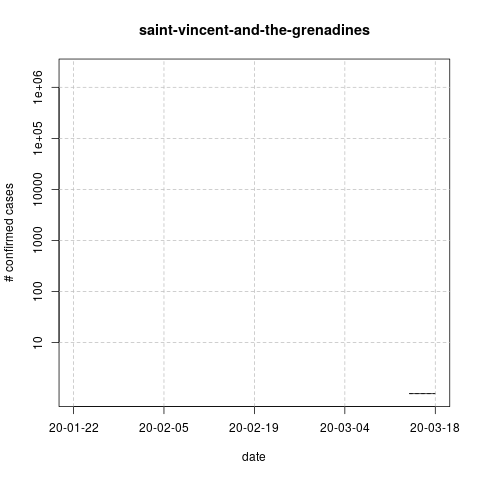 saint-vincent-and-the-grenadines
# confirmed cases
1e+06
1e+05
10000
1000
100
10
20-01-22 20-02-05 20-02-19 20-03-04 20-03-18
date